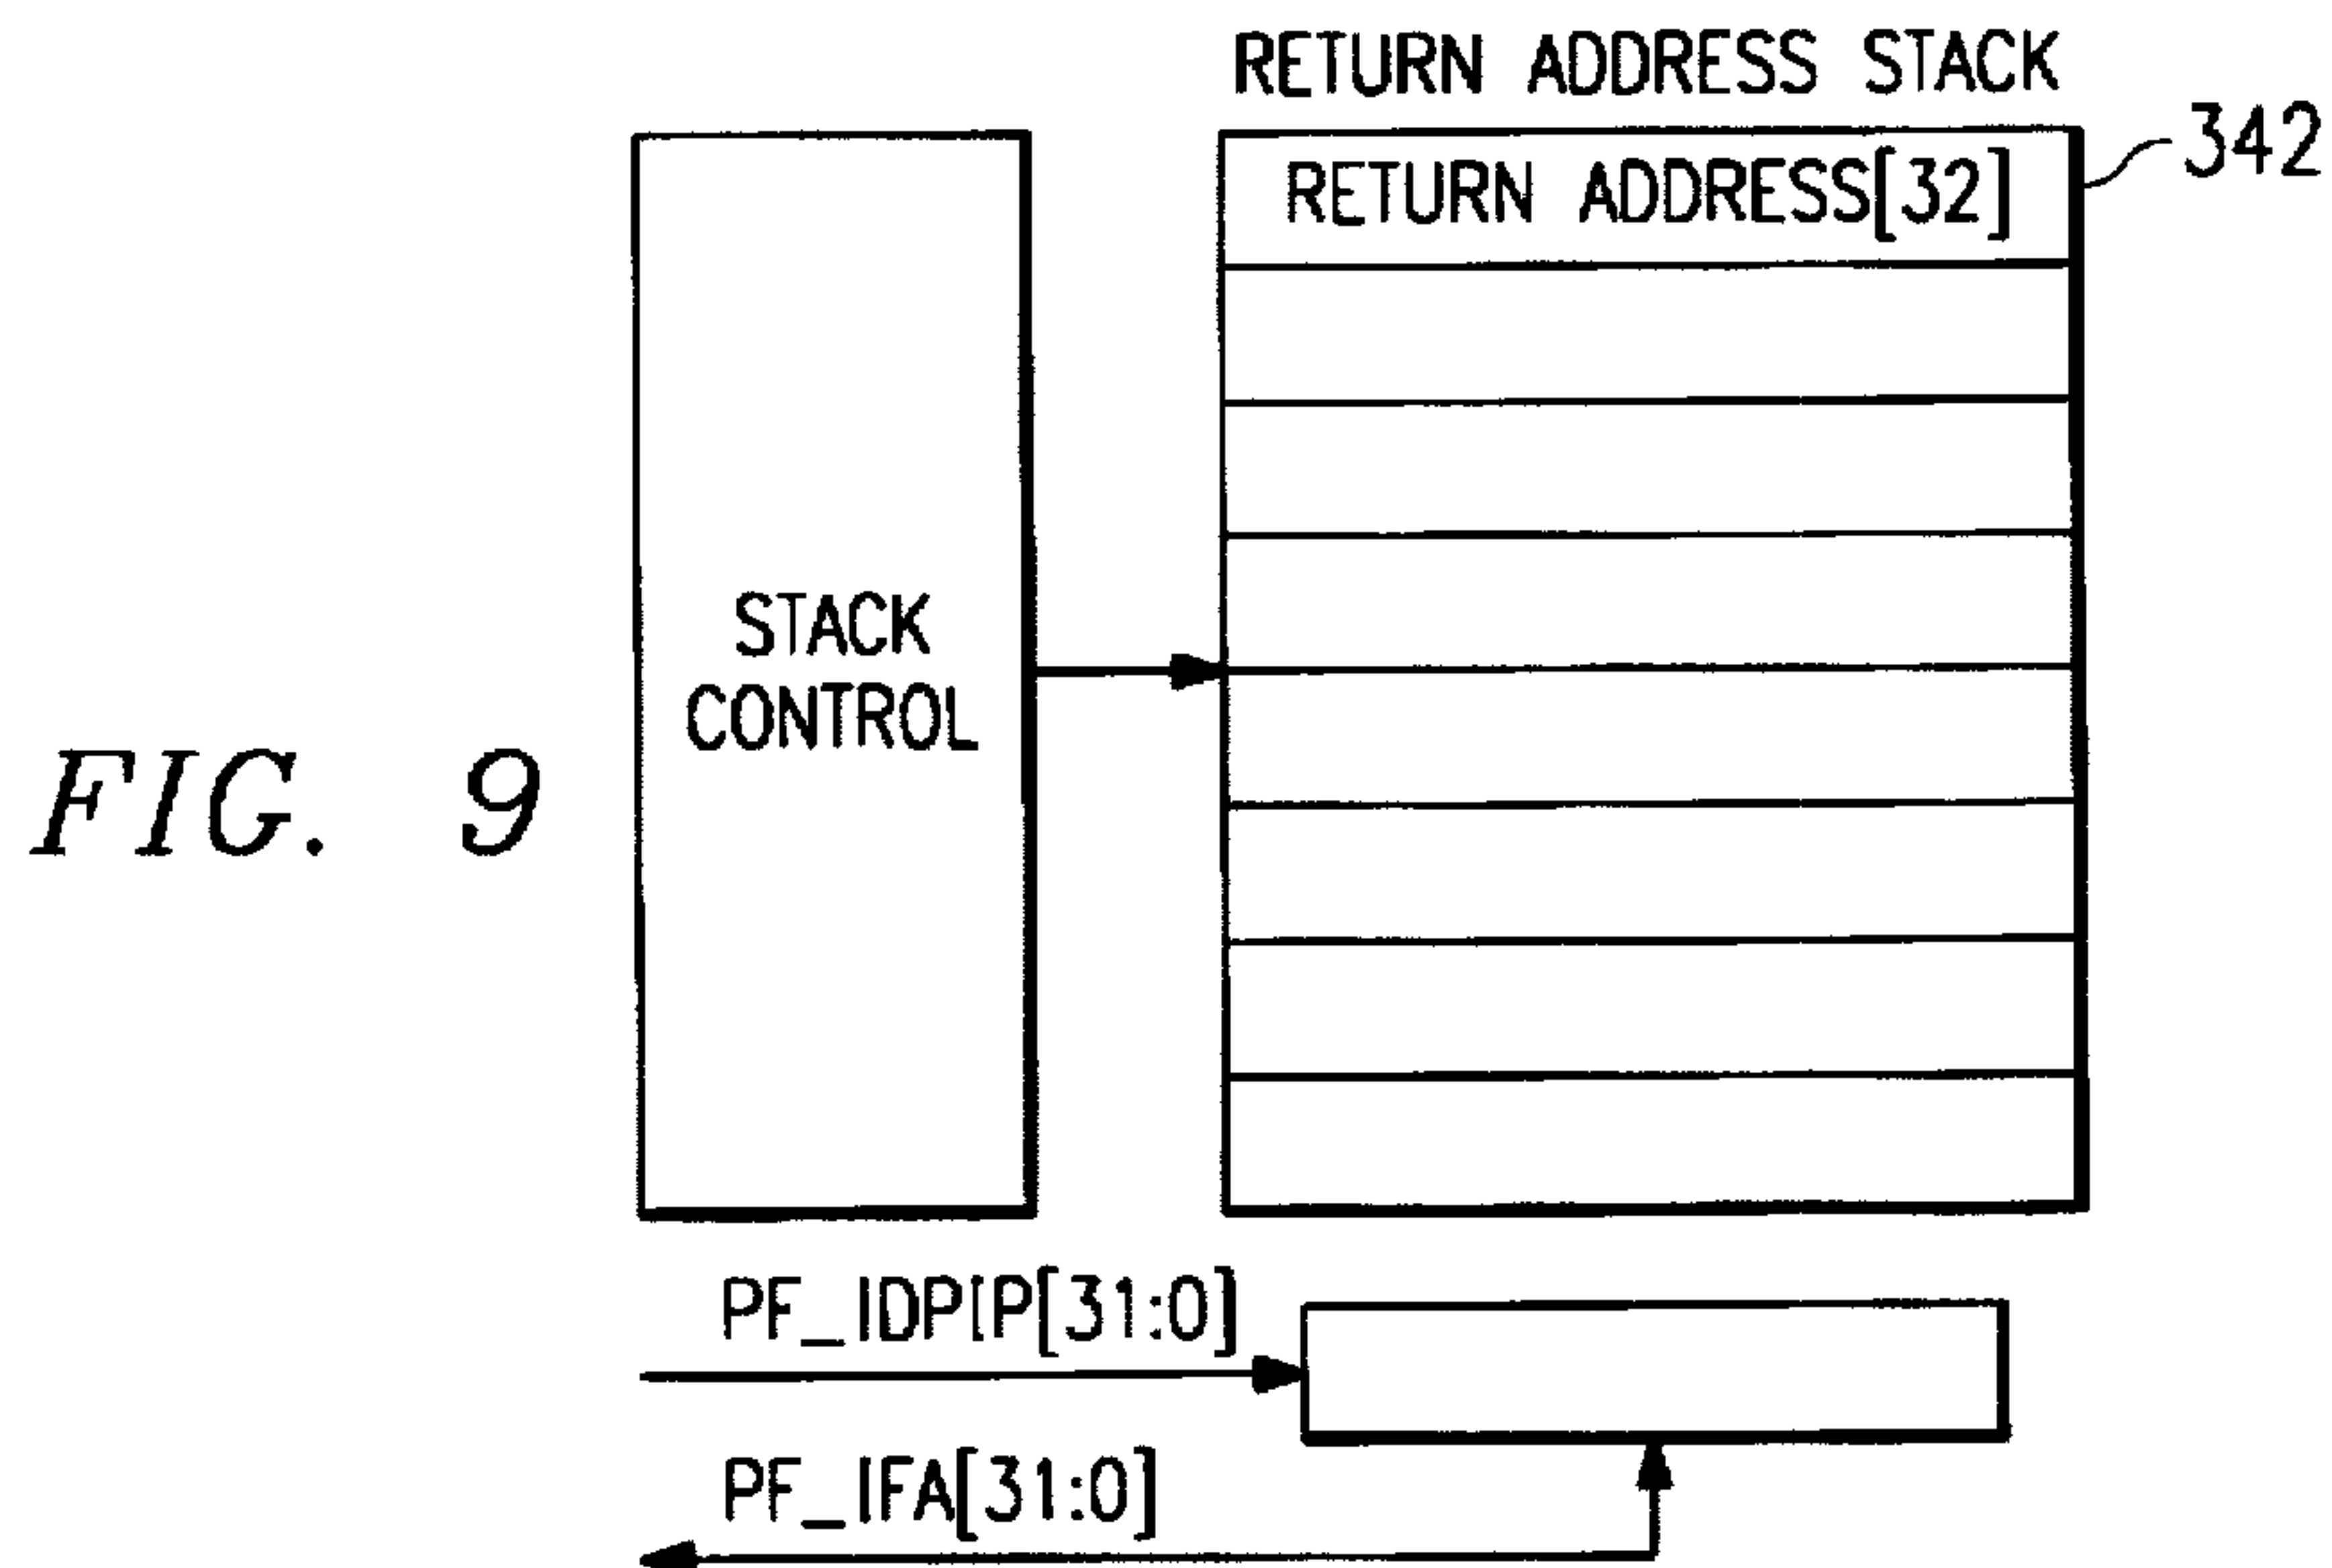 RETURN ADDRESS STACK
342
RETURN ADDRESS[32]
STACK
CONTROL
FIG. 9
PF_IDPIP[31:0]
PF_IFA[31:0]